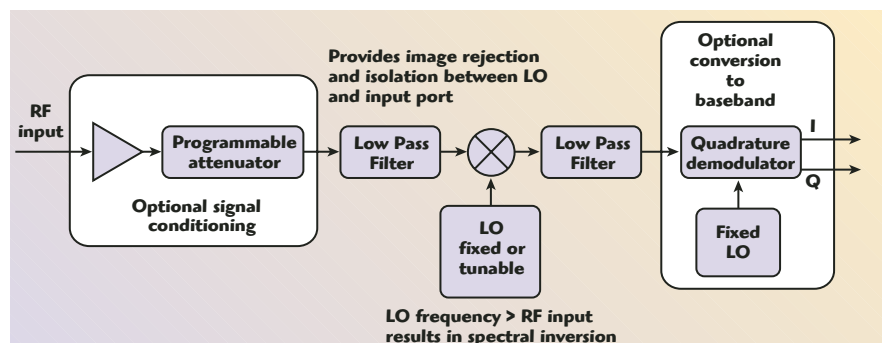 RF
input
Programmable
attenuator
Optional signal
conditioning
Provides image rejection
and isolation between LO
and input port
Low Pass
Filter
LO
fixed or
tunable
LO frequency > RF input
results in spectral inversion
Low Pass
Filter
Optional
conversion
to
baseband
Quadrature
demodulator
I
Q
Fixed
LO